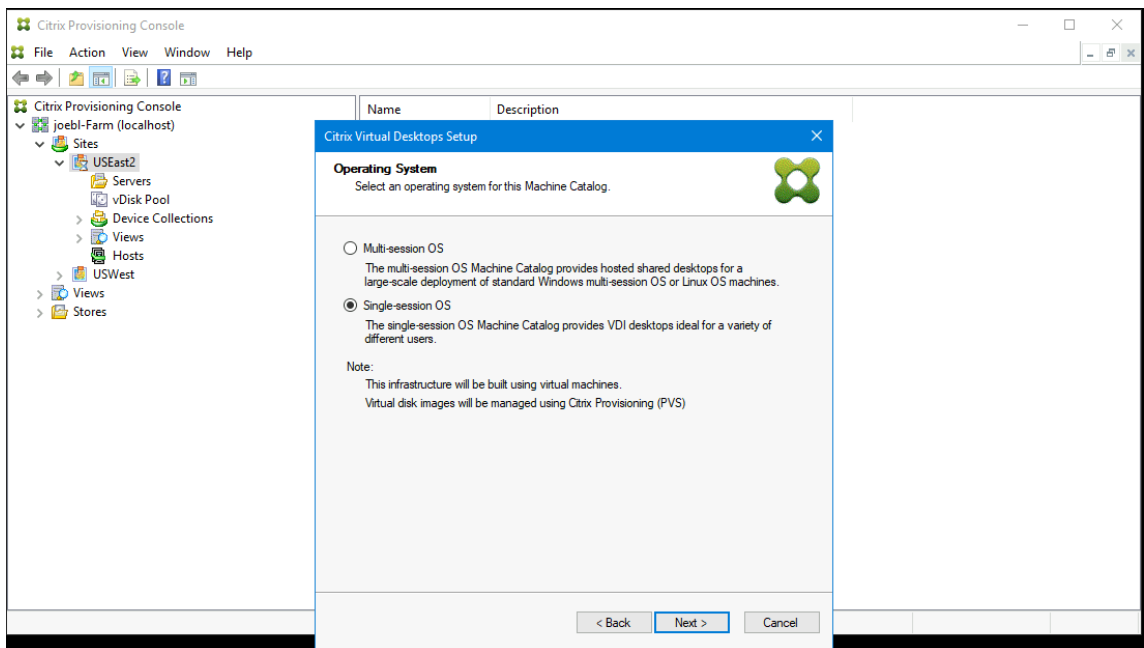 Citrix Provisioning Console
File Action View Window Help
Citrix Provisioning Console
joebl-Farm (localhost)
Sites
USEast2
Servers
vDisk Pool
Device Collections
Views
Hosts
USWest
Views
Stores
Name Description
Citrix Virtual Desktops Setup
Operating System
Select an operating system for this Machine Catalog.
Multi-session OS
The multi-session OS Machine Catalog provides hosted shared desktops for a
large-scale deployment of standard Windows multi-session OS or Linux OS machines.
Single-session OS
The single-session OS Machine Catalog provides VDI desktops ideal for a variety of
different users.
Note:
This infrastructure will be built using virtual machines.
Virtual disk images will be managed using Citrix Provisioning (PVS)
< Back Next > Cancel